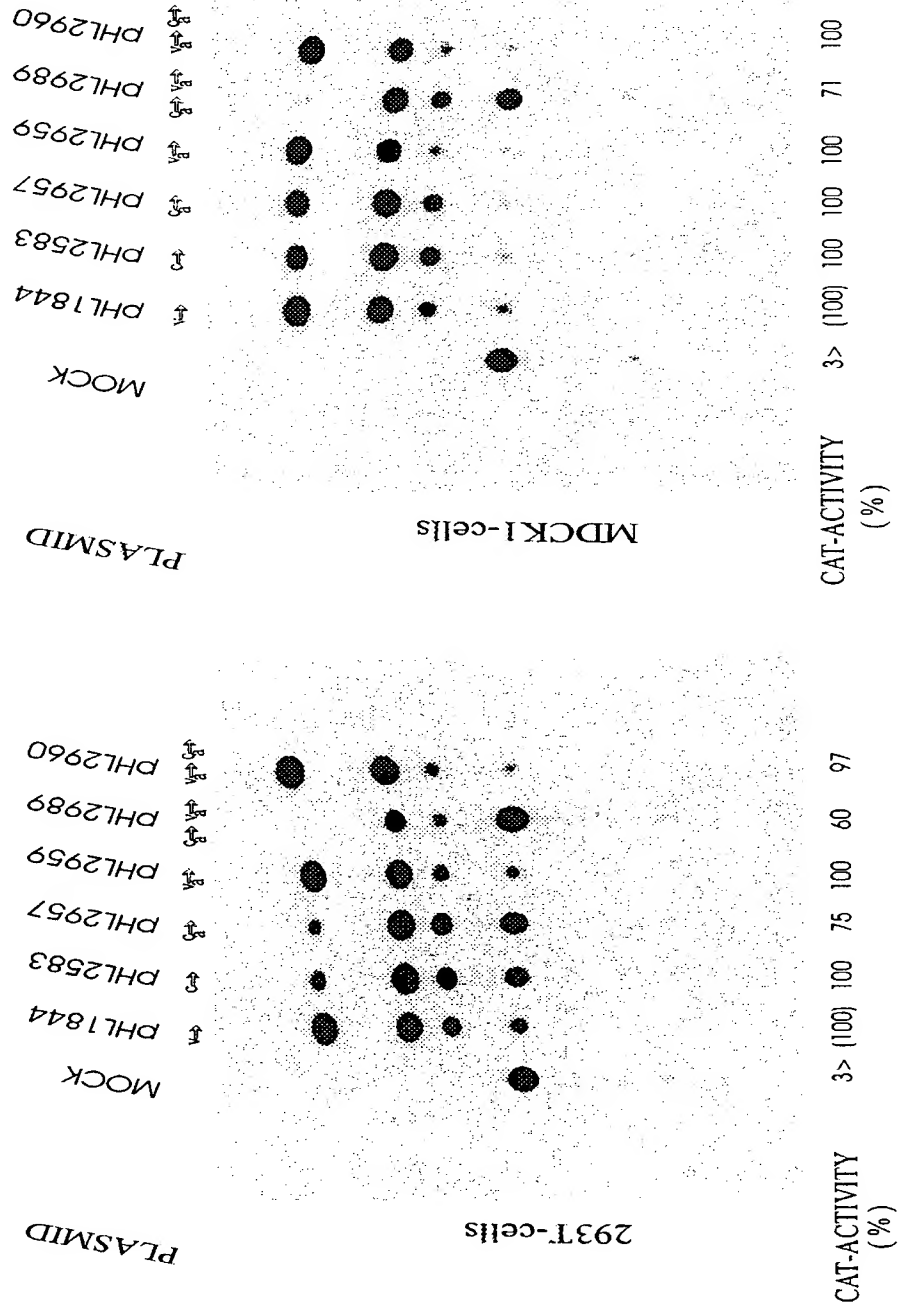 PLASMID
MOCK
pHL1844
pHL2583
pHL2957
pHL2959
pHL2989
pHL2960
293T-cells
CAT-ACTIVITY
(%)
3> (100) 100 75 100 60 97
PLASMID
MOCK
pHL1844
pHL2583
pHL2957
pHL2959
pHL2989
pHL2960
MDCK1-cells
CAT-ACTIVITY
(%)
3> (100) 100 100 100 71 100